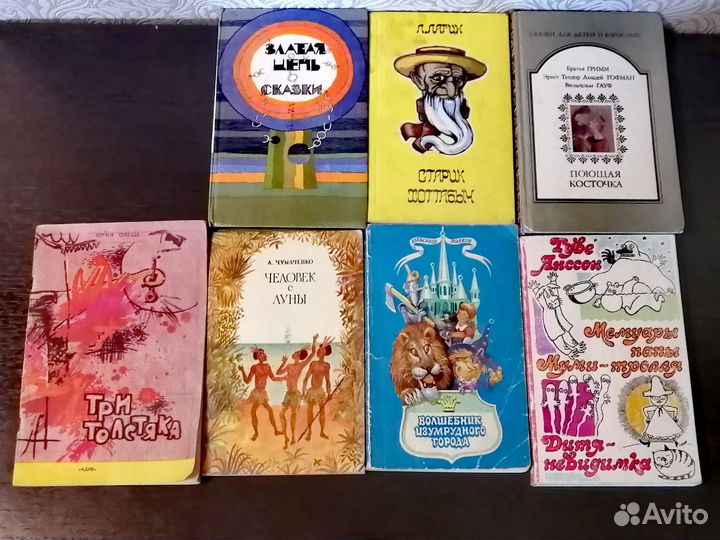 ЗЛАТАЯ
ЦЕПЬ
СКАЗКИ
Л. ЛАГИН
СТАРИК
ХОТТАБЫЧ
СКАЗКИ ДЛЯ ДЕТЕЙ И ВЗРОСЛЫХ
Братья ГРИММ
Эрнст Теодор Амадей ГОФМАН
Вильгельм ГАУФ
ПОЮЩАЯ
КОСТОЧКА
ЮРИЙ ОЛЕША
ТРИ
ТОЛСТЯКА
«АДИБ»
А. ЧУМАЧЕНКО
ЧЕЛОВЕК
с
ЛУНЫ
ВОЛКОВ
ВОЛШЕБНИК
ИЗУМРУДНОГО
ГОРОДА
Туве
Янссон
Мемуары
папы
Муми-тролля
Дитя-
невидимка
Avito